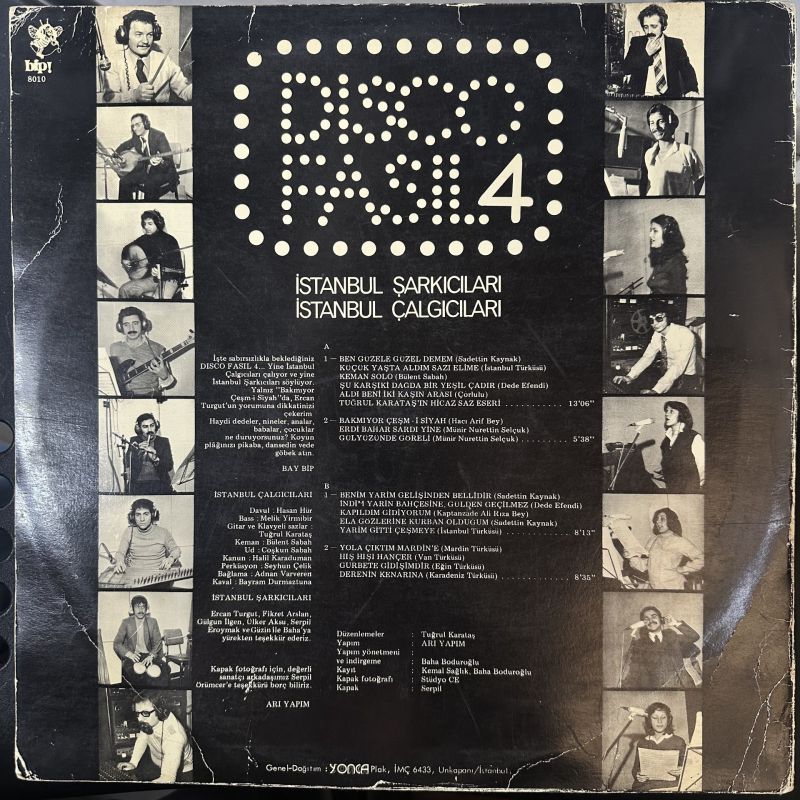 bip!
8010
DİSCO
FASIL 4
İSTANBUL ŞARKICILARI
İSTANBUL ÇALGICILARI
İşte sabırsızlıkla beklediğiniz
DISCO FASIL 4... Yine İstanbul
Çalgıcıları çalıyor ve yine
İstanbul Şarkıcıları söylüyor.
Yalnız "Bakmıyor
Çeşm-i Siyah"da, Ercan
Turgut'un yorumuna dikkatinizi
çekerim
Haydi dedeler, nineler, analar,
babalar, çocuklar
ne duruyorsunuz? Koyun
plâğınızı pikaba, dansedin vede
göbek atın.
BAY BİP
A
1 — BEN GUZELE GUZEL DEMEM (Sadettin Kaynak)
KÜÇÜK YAŞTA ALDIM SAZI ELİME (İstanbul Türküsü)
KEMAN SOLO (Bülent Sabah)
ŞU KARŞIKİ DAĞDA BİR YEŞİL ÇADIR (Dede Efendi)
ALDI BENİ İKİ KAŞIN ARASI (Çorlulu)
TUĞRUL KARATAŞ'IN HİCAZ SAZ ESERİ .......... 13'06"
2 — BAKMIYOR ÇEŞM - İ SİYAH (Hacı Arif Bey)
ERDİ BAHAR SARDI YİNE (Münir Nurettin Selçuk)
GULYUZUNDE GORELİ (Münir Nurettin Selçuk) ....... 5'38"
İSTANBUL ÇALGICILARI
Davul : Hasan Hür
Bass : Melik Yirmibir
Gitar ve Klavyeli sazlar :
Tuğrul Karataş
Keman : Bülent Sabah
Ud : Coşkun Sabah
Kanun : Halil Karaduman
Perküsyon : Seyhun Çelik
Bağlama : Adnan Varveren
Kaval : Bayram Durmaztuna
İSTANBUL ŞARKICILARI
Ercan Turgut, Fikret Arslan,
Gülgun İlgen, Ülker Aksu, Serpil
Eroymak ve Güzin ile Baha'ya
yürekten teşekkür ederiz.
Kapak fotoğrafı için, değerli
sanatçı arkadaşımız Serpil
Örümcer'e teşekkürü borç biliriz.
ARI YAPIM
B
1 — BENİM YARİM GELİŞİNDEN BELLİDİR (Sadettin Kaynak)
İNDİM YARİN BAHÇESİNE, GULDEN GEÇİLMEZ (Dede Efendi)
KAPILDIM GİDİYORUM (Kaptanzade Ali Rıza Bey)
ELA GOZLERİNE KURBAN OLDUĞUM (Sadettin Kaynak)
YARİM GİTTİ ÇEŞMEYE (İstanbul Türküsü) ........ 8'13"
2 — YOLA ÇIKTIM MARDİN'E (Mardin Türküsü)
HIŞ HIŞI HANÇER (Van Türküsü)
GURBETE GİDİŞİMDİR (Eğin Türküsü)
DERENİN KENARINA (Karadeniz Türküsü) ......... 8'35"
Düzenlemeler : Tuğrul Karataş
Yapım : ARI YAPIM
Yapım yönetmeni
ve indirgeme : Baha Boduroğlu
Kayıt : Kemal Sağlık, Baha Boduroğlu
Kapak fotoğrafı : Stüdyo CE
Kapak : Serpil
Genel-Dağıtım : YONCA Plak, İMÇ 6433, Unkapanı/İstanbul